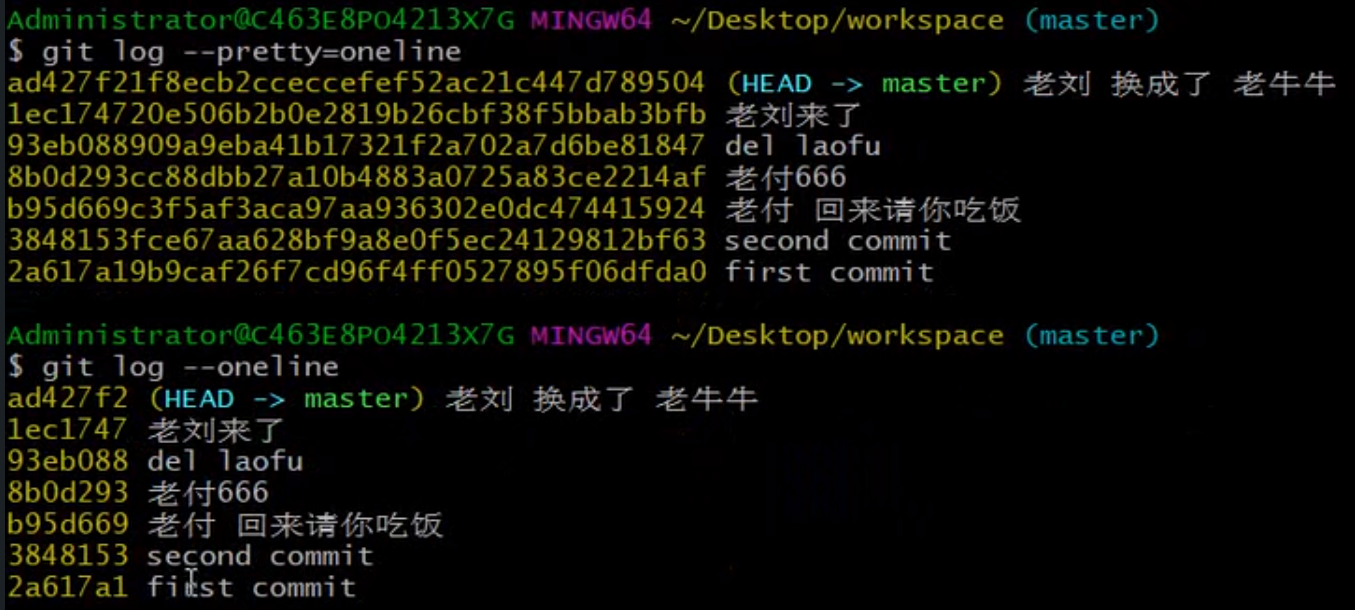 Administrator@C463E8PO4213X7G MINGW64 ~/Desktop/workspace (master)
$ git log --pretty=oneline
ad427f21f8ecb2cceccefef52ac21c447d789504 (HEAD -> master) 老刘 换成了 老牛牛
1ec174720e506b2b0e2819b26cbf38f5bbab3bfb 老刘来了
93eb088909a9eba41b17321f2a702a7d6be81847 del laofu
8b0d293cc88dbb27a10b4883a0725a83ce2214af 老付666
b95d669c3f5af3aca97aa936302e0dc474415924 老付 回来请你吃饭
3848153fce67aa628bf9a8e0f5ec24129812bf63 second commit
2a617a19b9caf26f7cd96f4ff0527895f06dfda0 first commit
Administrator@C463E8PO4213X7G MINGW64 ~/Desktop/workspace (master)
$ git log --oneline
ad427f2 (HEAD -> master) 老刘 换成了 老牛牛
1ec1747 老刘来了
93eb088 del laofu
8b0d293 老付666
b95d669 老付 回来请你吃饭
3848153 second commit
2a617a1 first commit